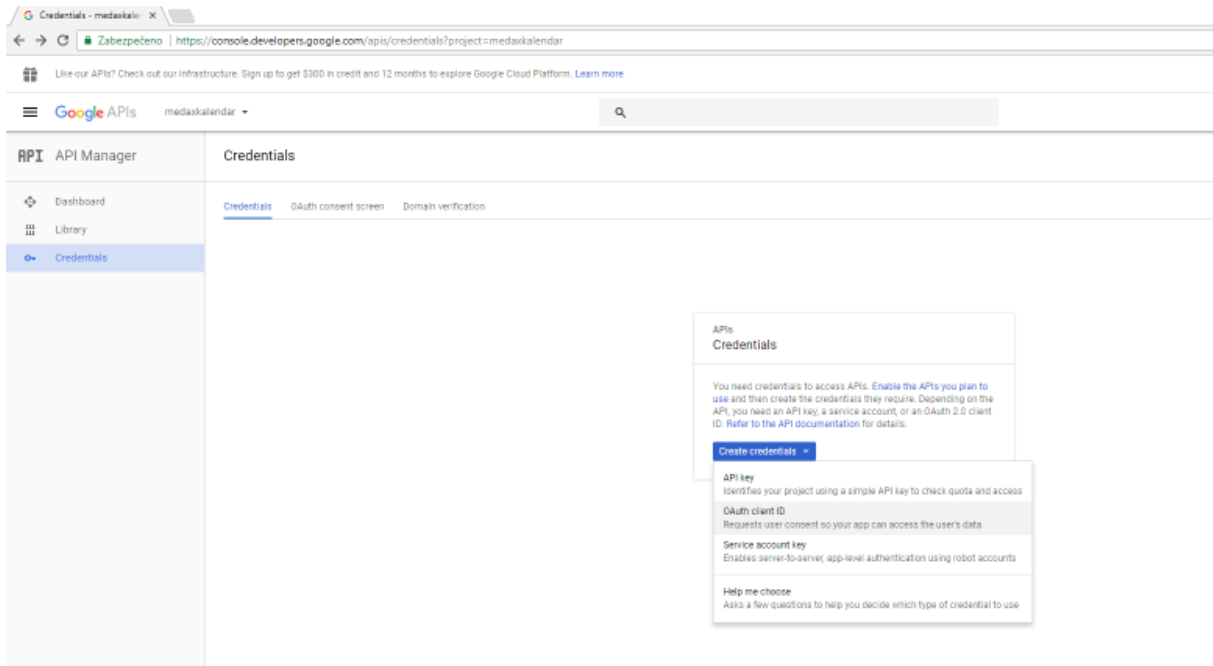 Credentials - medaxkalen
Zabezpečeno
https://console.developers.google.com/apis/credentials?project=medaxkalendar
Like our APIs? Check out our infrastructure. Sign up to get $300 in credit and 12 months to explore Google Cloud Platform. Learn more
Google APIs
medaxkalendar
API API Manager
Credentials
Dashboard
Library
Credentials
Credentials
OAuth consent screen
Domain verification
APIs
Credentials
You need credentials to access APIs. Enable the APIs you plan to
use and then create the credentials they require. Depending on the
API, you need an API key, a service account, or an OAuth 2.0 client
ID. Refer to the API documentation for details.
Create credentials
API key
Identifies your project using a simple API key to check quota and access
OAuth client ID
Requests user consent so your app can access the user's data
Service account key
Enables server-to-server, app-level authentication using robot accounts
Help me choose
Asks a few questions to help you decide which type of credential to use